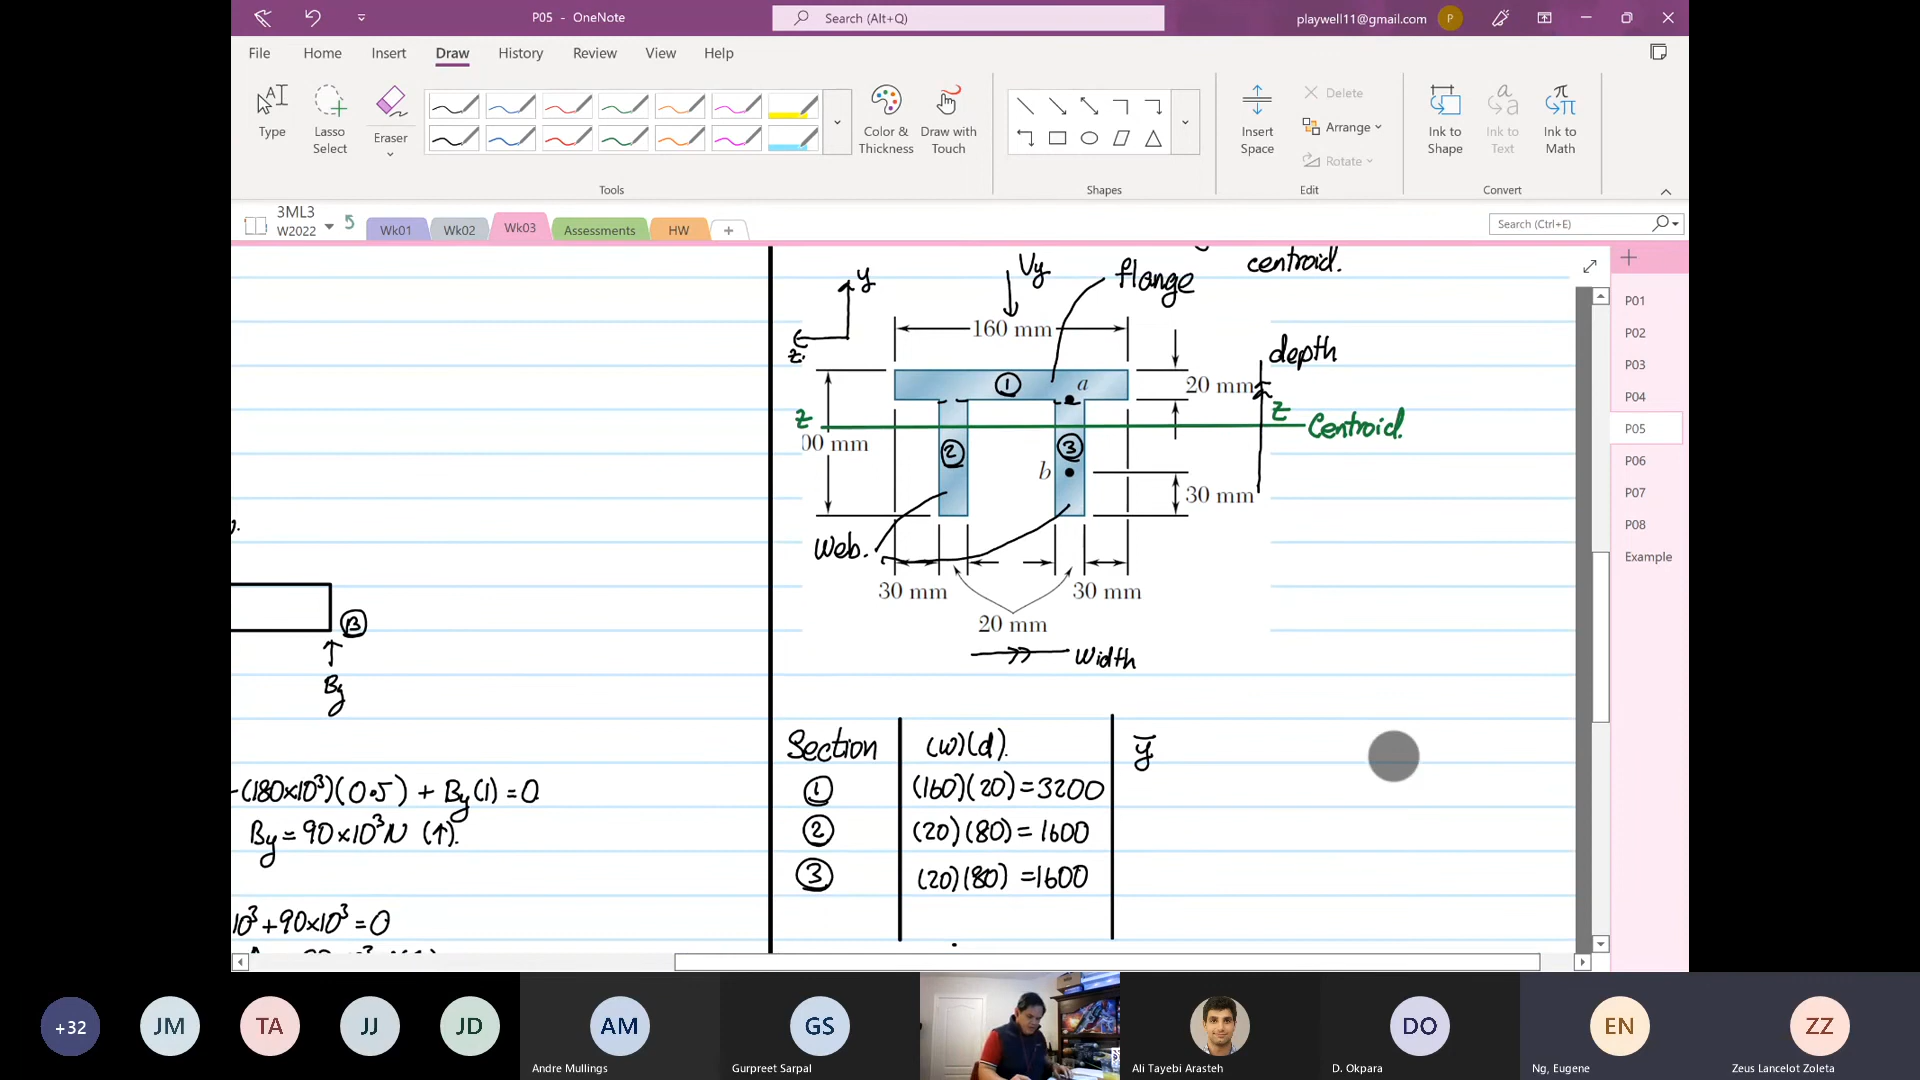 P05 - OneNote
Search (Alt+Q)
playwell11@gmail.com
P
File Home Insert Draw History Review View Help
Type
Lasso Select
Eraser
Color & Thickness
Draw with Touch
Insert Space
Delete
Arrange
Rotate
Ink to Shape
Ink to Text
Ink to Math
Tools
Shapes
Edit
Convert
3ML3
W2022
Wk01 Wk02 Wk03 Assessments HW
Search (Ctrl+E)
P01
P02
P03
P04
P05
P06
P07
P08
Example
centroid.
y
Vy
flange
z.
160 mm
depth
1
a
20 mm
z
z
Centroid.
00 mm
2
3
b
30 mm
Web.
30 mm
30 mm
20 mm
Width
B
By
Section (w)(d). ȳ
1 (160)(20) = 3200
2 (20)(80) = 1600
3 (20)(80) = 1600
-(180x10³)(0.5) + By(1) = 0
By = 90x10³N (↑).
10³ + 90x10³ = 0
+32
JM
TA
JJ
JD
AM
Andre Mullings
GS
Gurpreet Sarpal
Ali Tayebi Arasteh
DO
D. Okpara
EN
Ng, Eugene
ZZ
Zeus Lancelot Zoleta